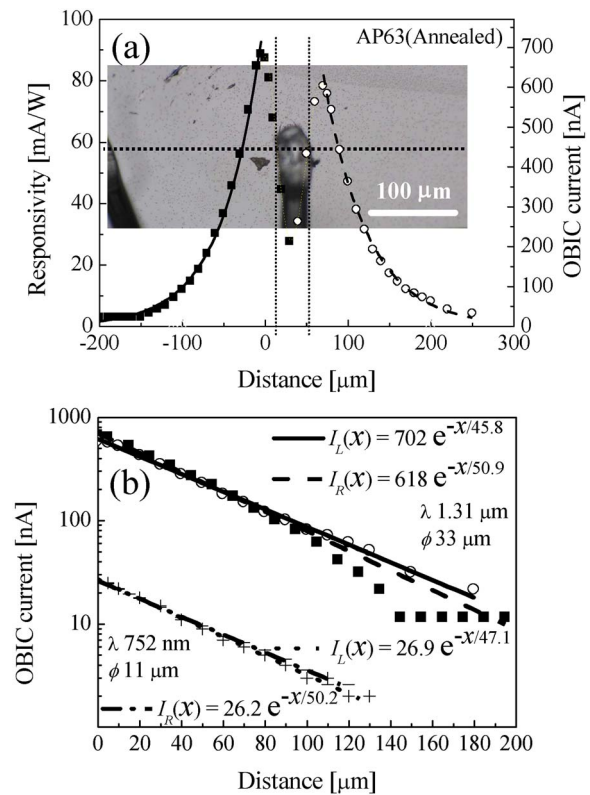 (a)
AP63(Annealed)
100
80
60
40
20
0
Responsivity [mA/W]
700
600
500
400
300
200
100
0
OBIC current [nA]
100 μm
-200 -100 0 100 200 300
Distance [μm]
(b)
1000
100
10
OBIC current [nA]
I_L(x) = 702 e^-x/45.8
I_R(x) = 618 e^-x/50.9
λ 1.31 μm
ϕ 33 μm
λ 752 nm
ϕ 11 μm
I_L(x) = 26.9 e^-x/47.1
I_R(x) = 26.2 e^-x/50.2
0 20 40 60 80 100 120 140 160 180 200
Distance [μm]